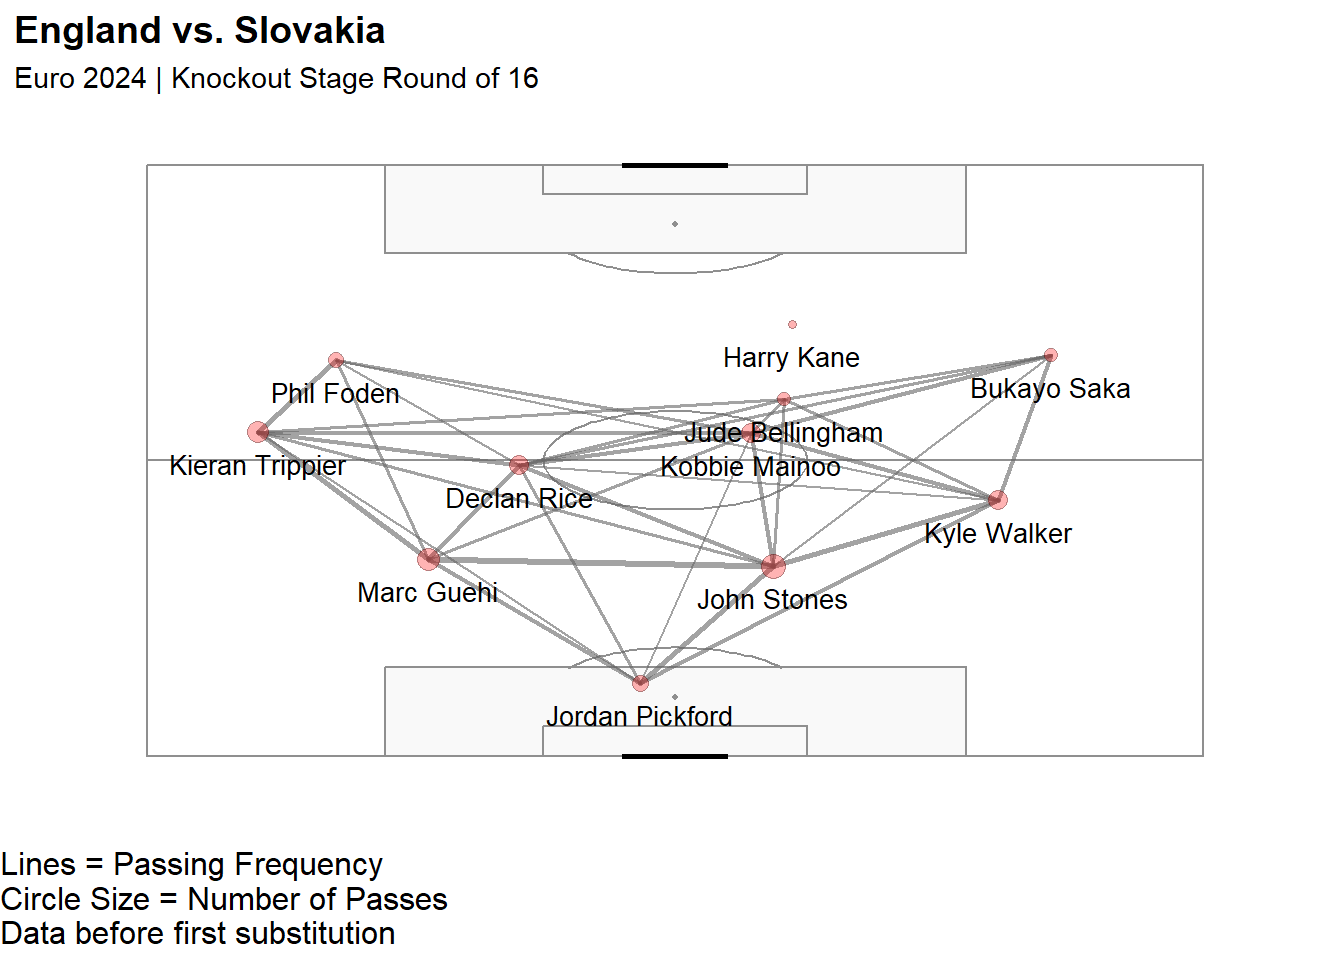 England vs. Slovakia
Euro 2024 | Knockout Stage Round of 16
Harry Kane
Phil Foden
Bukayo Saka
Jude Bellingham
Kieran Trippier
Kobbie Mainoo
Declan Rice
Kyle Walker
Marc Guehi
John Stones
Jordan Pickford
Lines = Passing Frequency
Circle Size = Number of Passes
Data before first substitution